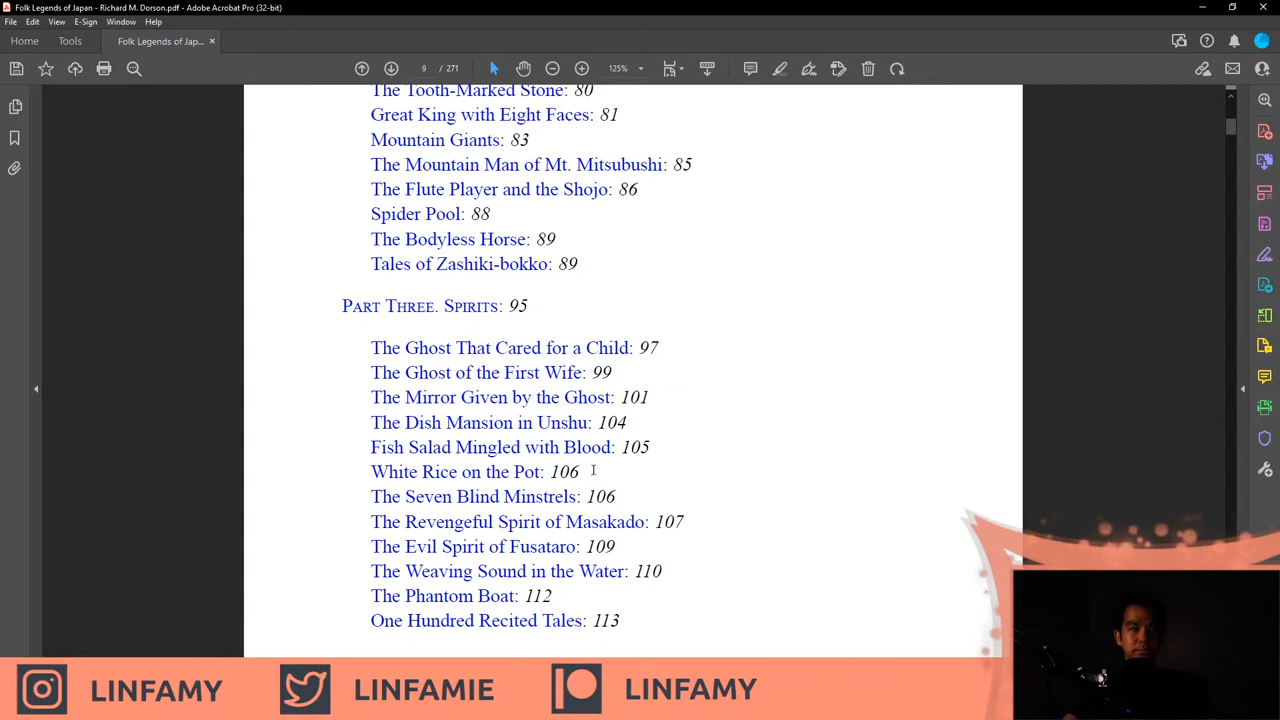 Folk Legends of Japan - Richard M. Dorson.pdf - Adobe Acrobat Pro (32-bit)
File Edit View E-Sign Window Help
Home Tools Folk Legends of Jap... ×
9 / 271 125%
The Tooth-Marked Stone: 80
Great King with Eight Faces: 81
Mountain Giants: 83
The Mountain Man of Mt. Mitsubushi: 85
The Flute Player and the Shojo: 86
Spider Pool: 88
The Bodyless Horse: 89
Tales of Zashiki-bokko: 89
PART THREE. SPIRITS: 95
The Ghost That Cared for a Child: 97
The Ghost of the First Wife: 99
The Mirror Given by the Ghost: 101
The Dish Mansion in Unshu: 104
Fish Salad Mingled with Blood: 105
White Rice on the Pot: 106
The Seven Blind Minstrels: 106
The Revengeful Spirit of Masakado: 107
The Evil Spirit of Fusataro: 109
The Weaving Sound in the Water: 110
The Phantom Boat: 112
One Hundred Recited Tales: 113
LINFAMY LINFAMIE LINFAMY